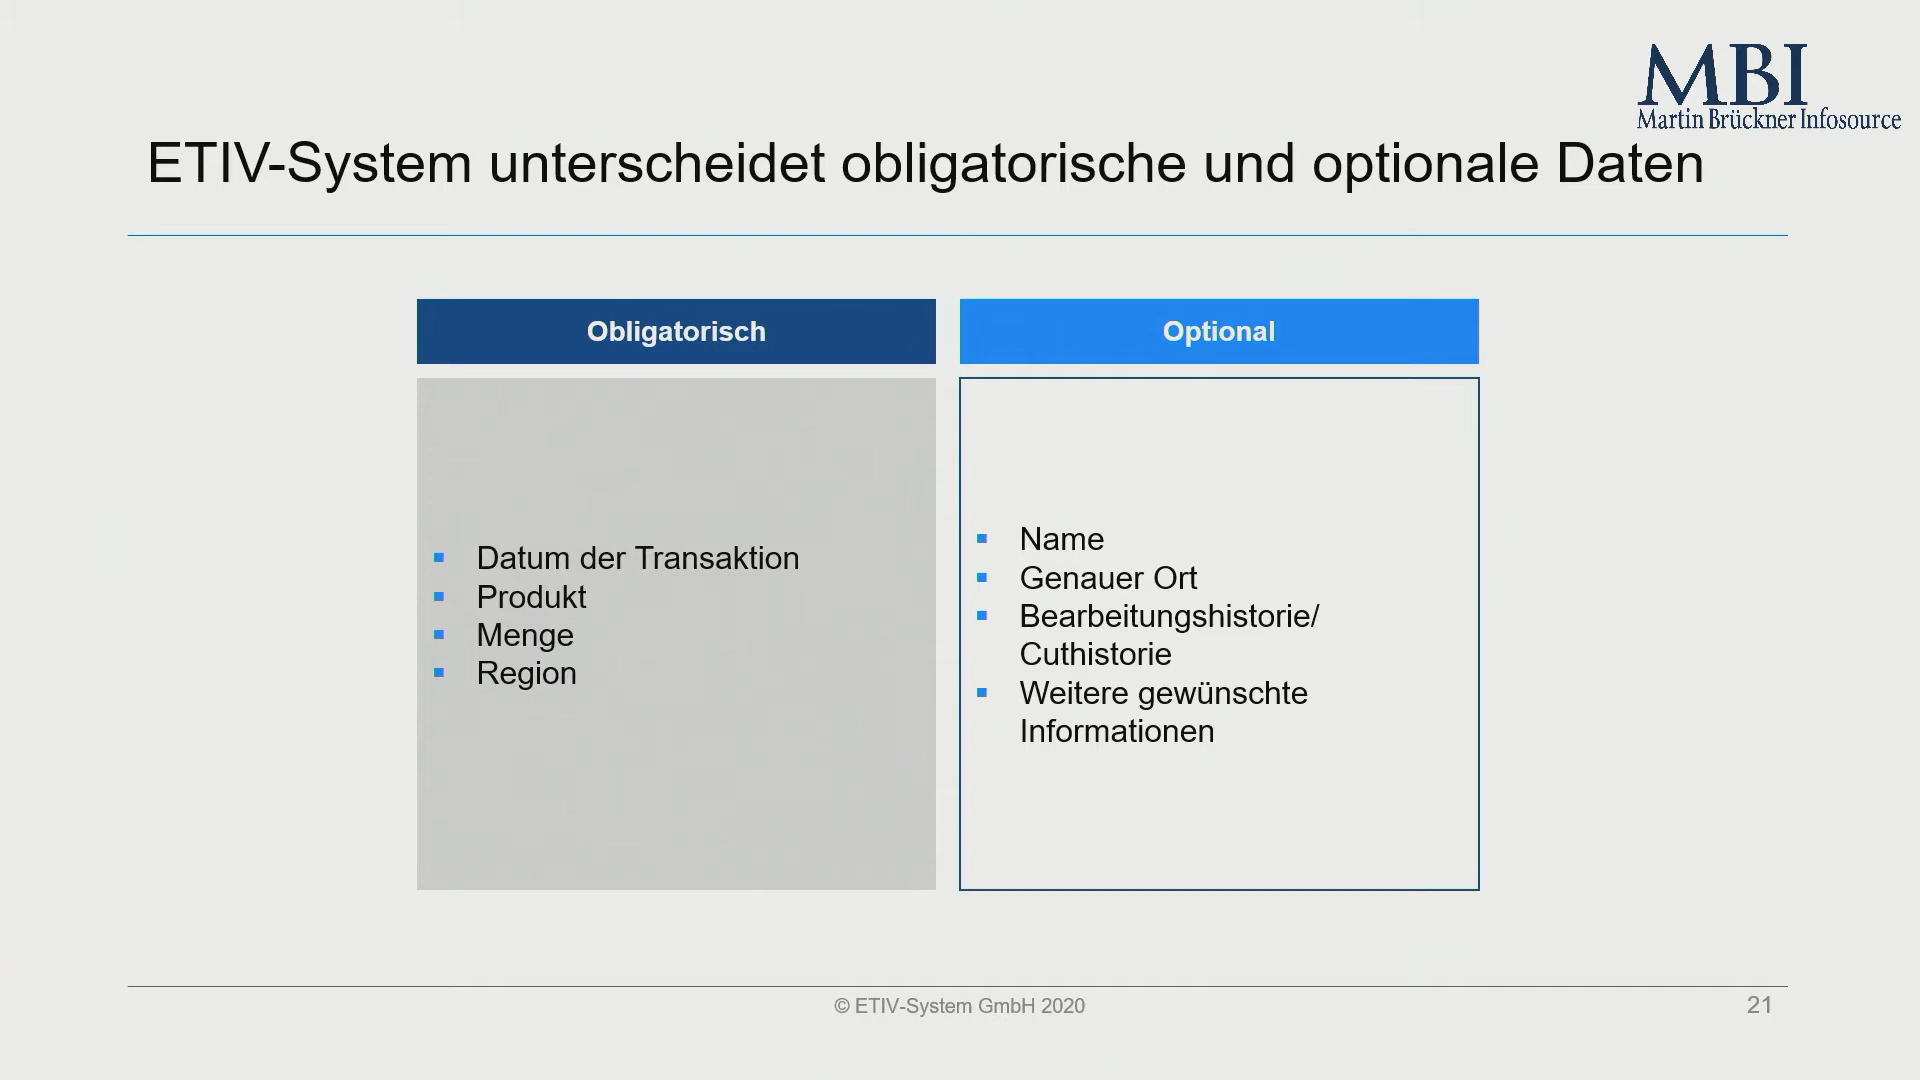 MBI
Martin Brückner Infosource
ETIV-System unterscheidet obligatorische und optionale Daten
Obligatorisch
Datum der Transaktion
Produkt
Menge
Region
Optional
Name
Genauer Ort
Bearbeitungshistorie/
Cuthistorie
Weitere gewünschte
Informationen
© ETIV-System GmbH 2020
21